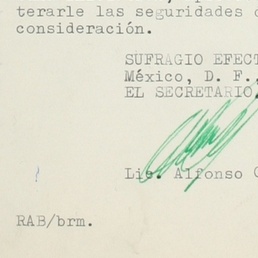 terarle las seguridades
consideración.
SUFRAGIO EFECT
México, D. F.,
EL SECRETARIO,
Lic. Alfonso
RAB/brm.